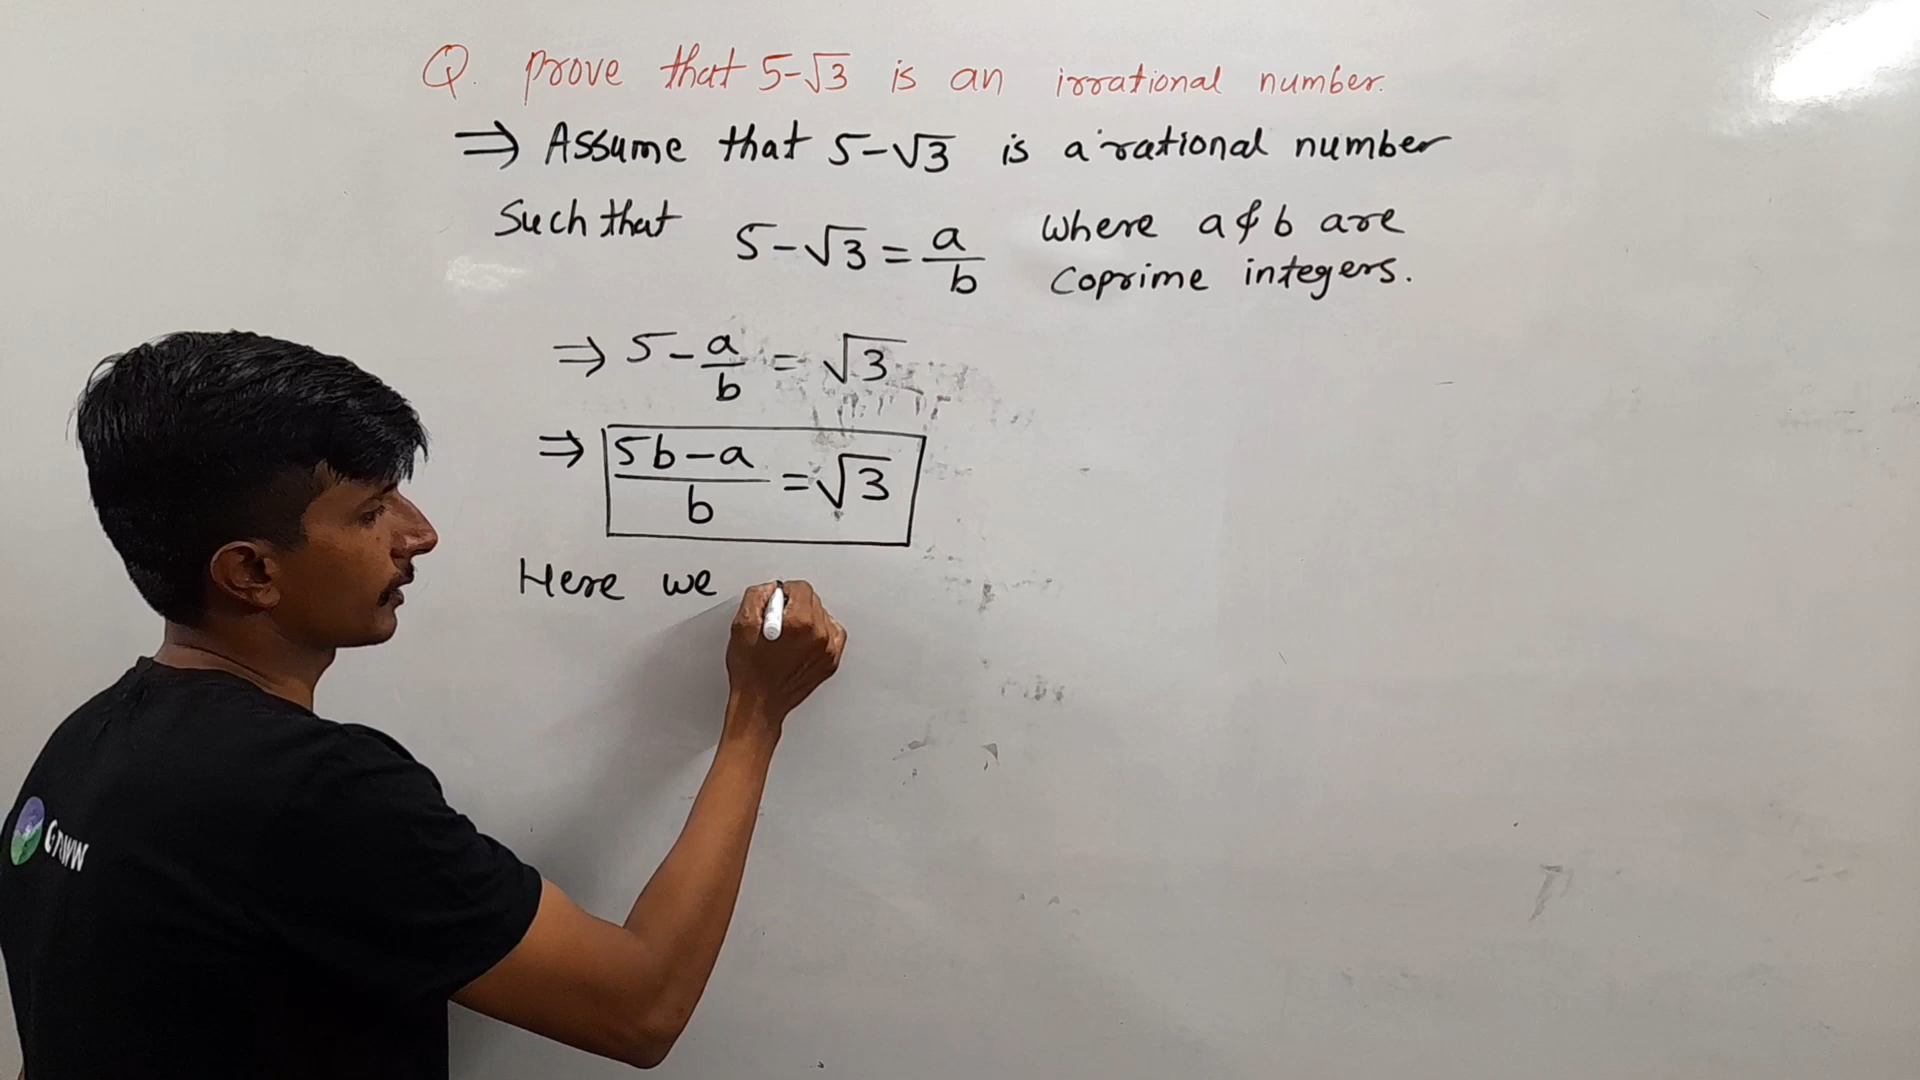 Q. Prove that 5-√3 is an irrational number.
⇒ Assume that 5-√3 is a rational number
Such that 5-√3 = a/b where a & b are
Coprime integers.
⇒ 5 - a/b = √3
⇒ (5b-a)/b = √3
Here we
GROWW